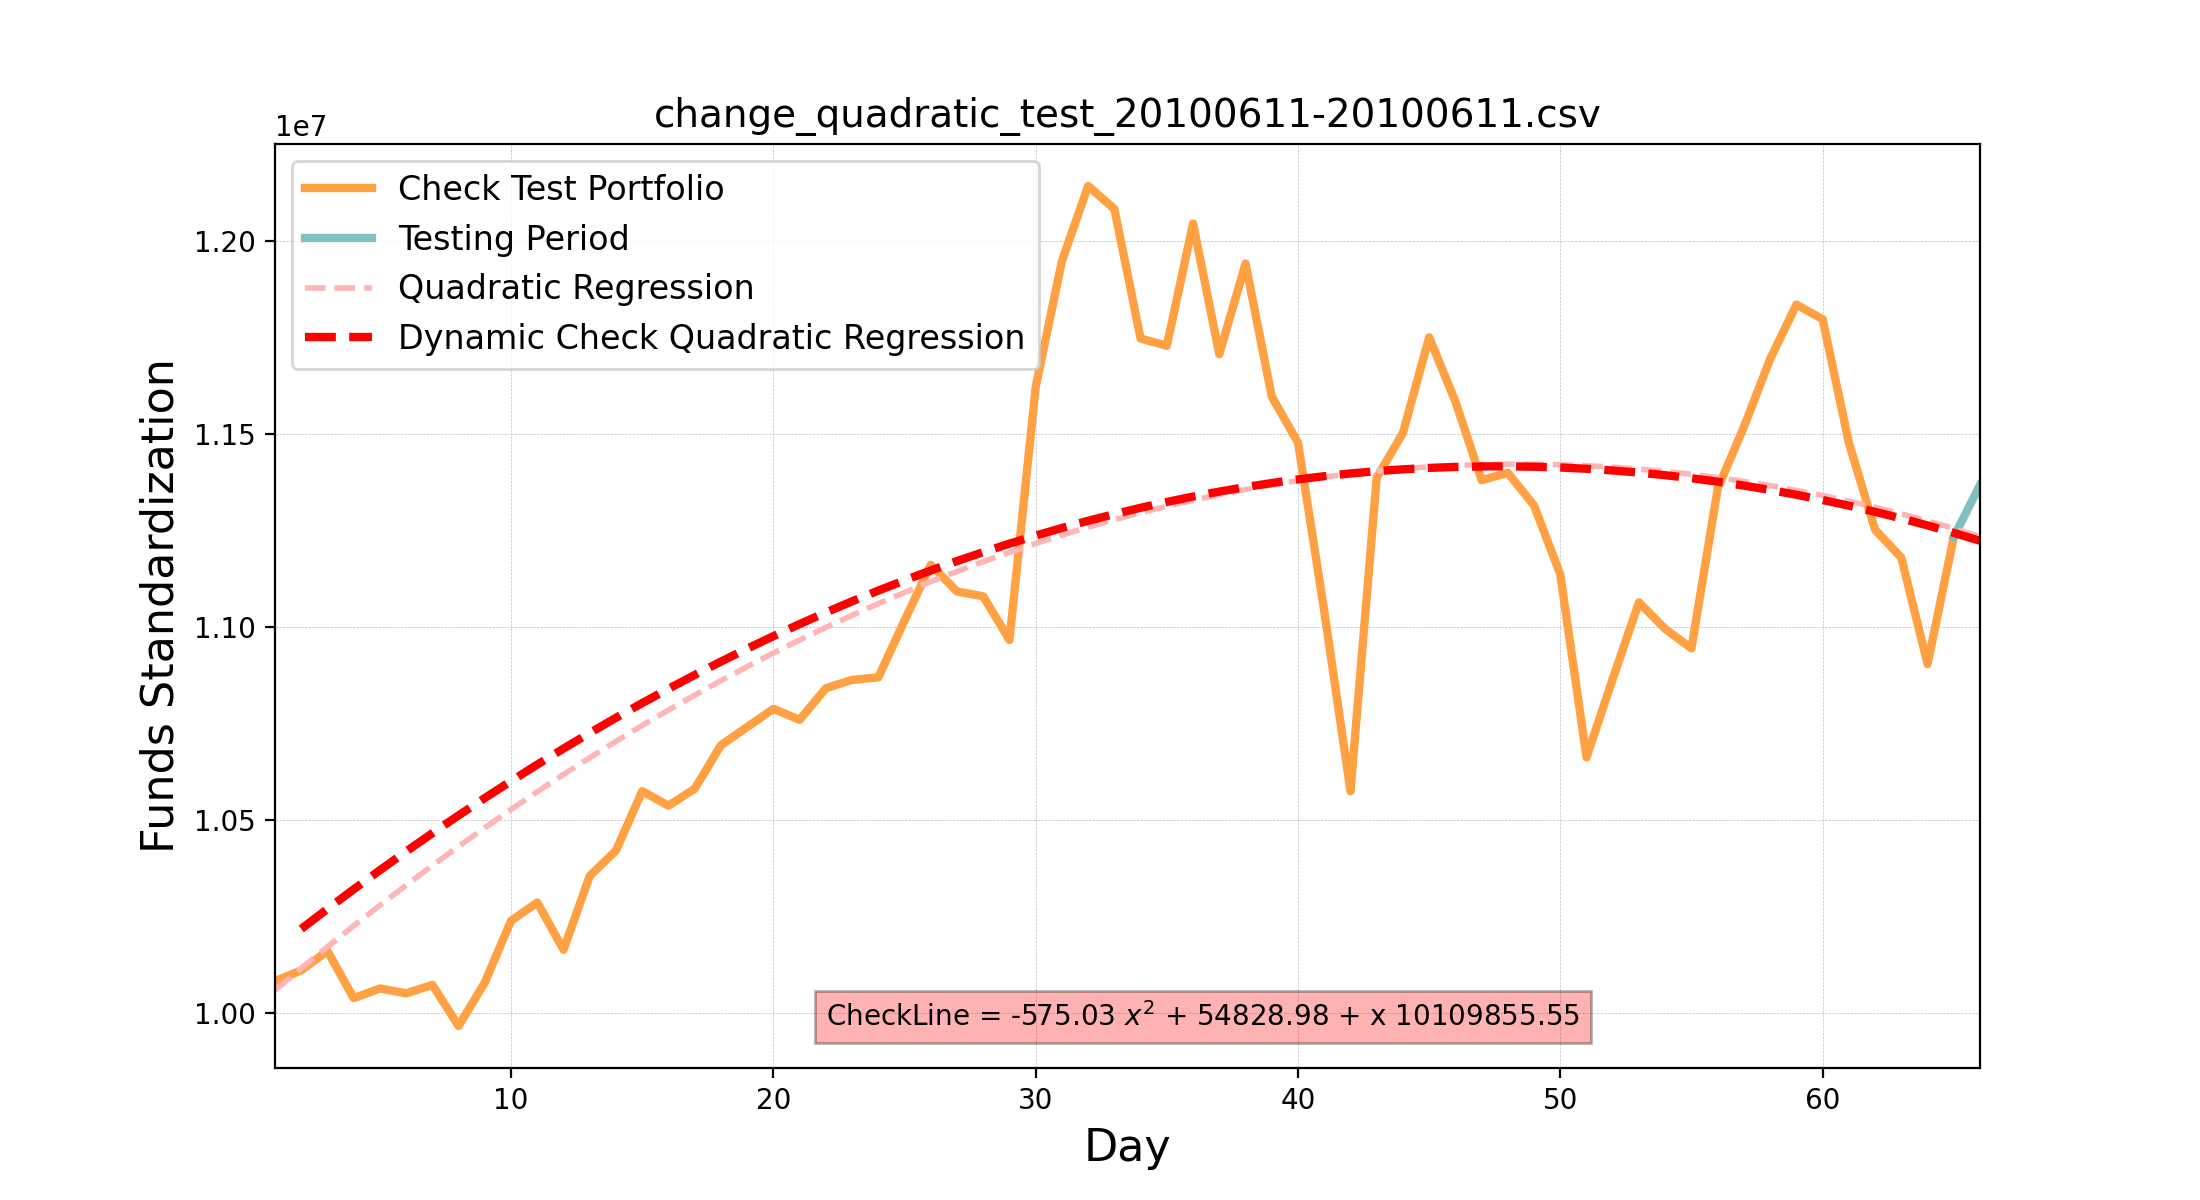 change_quadratic_test_20100611-20100611.csv
1e7
Check Test Portfolio
Testing Period
Quadratic Regression
Dynamic Check Quadratic Regression
1.20
1.15
1.10
1.05
1.00
Funds Standardization
CheckLine = -575.03 x² + 54828.98 + x 10109855.55
10 20 30 40 50 60
Day